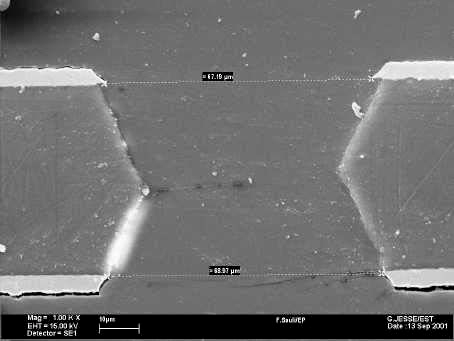 = 67.19 µm
= 68.97 µm
Mag = 1.00 K X
EHT = 15.00 kV
Detector = SE1
10µm
F.Sauli/EP
G.JESSE/EST
Date :13 Sep 2001